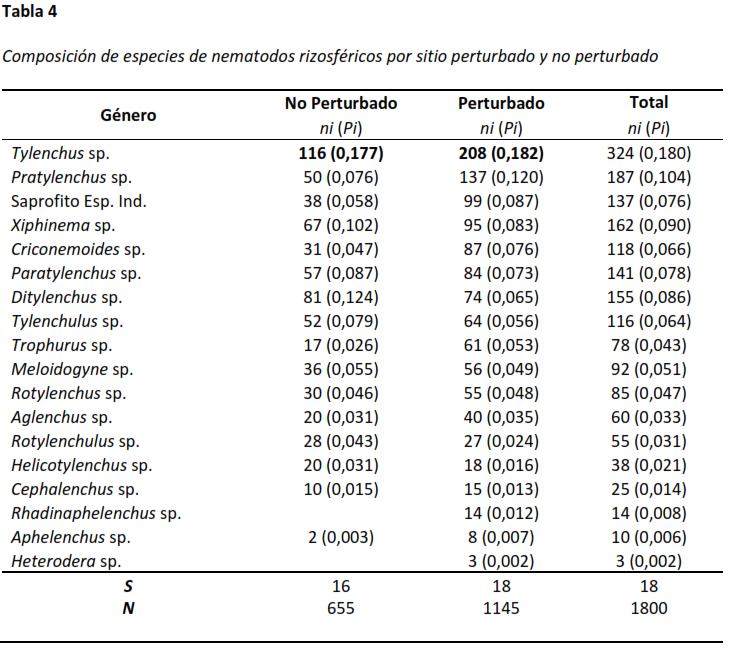 Tabla 4
Composición de especies de nematodos rizosféricos por sitio perturbado y no perturbado
Género No Perturbado Perturbado Total
ni (Pi) ni (Pi) ni (Pi)
Tylenchus sp. 116 (0,177) 208 (0,182) 324 (0,180)
Pratylenchus sp. 50 (0,076) 137 (0,120) 187 (0,104)
Saprofito Esp. Ind. 38 (0,058) 99 (0,087) 137 (0,076)
Xiphinema sp. 67 (0,102) 95 (0,083) 162 (0,090)
Criconemoides sp. 31 (0,047) 87 (0,076) 118 (0,066)
Paratylenchus sp. 57 (0,087) 84 (0,073) 141 (0,078)
Ditylenchus sp. 81 (0,124) 74 (0,065) 155 (0,086)
Tylenchulus sp. 52 (0,079) 64 (0,056) 116 (0,064)
Trophurus sp. 17 (0,026) 61 (0,053) 78 (0,043)
Meloidogyne sp. 36 (0,055) 56 (0,049) 92 (0,051)
Rotylenchus sp. 30 (0,046) 55 (0,048) 85 (0,047)
Aglenchus sp. 20 (0,031) 40 (0,035) 60 (0,033)
Rotylenchulus sp. 28 (0,043) 27 (0,024) 55 (0,031)
Helicotylenchus sp. 20 (0,031) 18 (0,016) 38 (0,021)
Cephalenchus sp. 10 (0,015) 15 (0,013) 25 (0,014)
Rhadinaphelenchus sp. 14 (0,012) 14 (0,008)
Aphelenchus sp. 2 (0,003) 8 (0,007) 10 (0,006)
Heterodera sp. 3 (0,002) 3 (0,002)
S 16 18 18
N 655 1145 1800